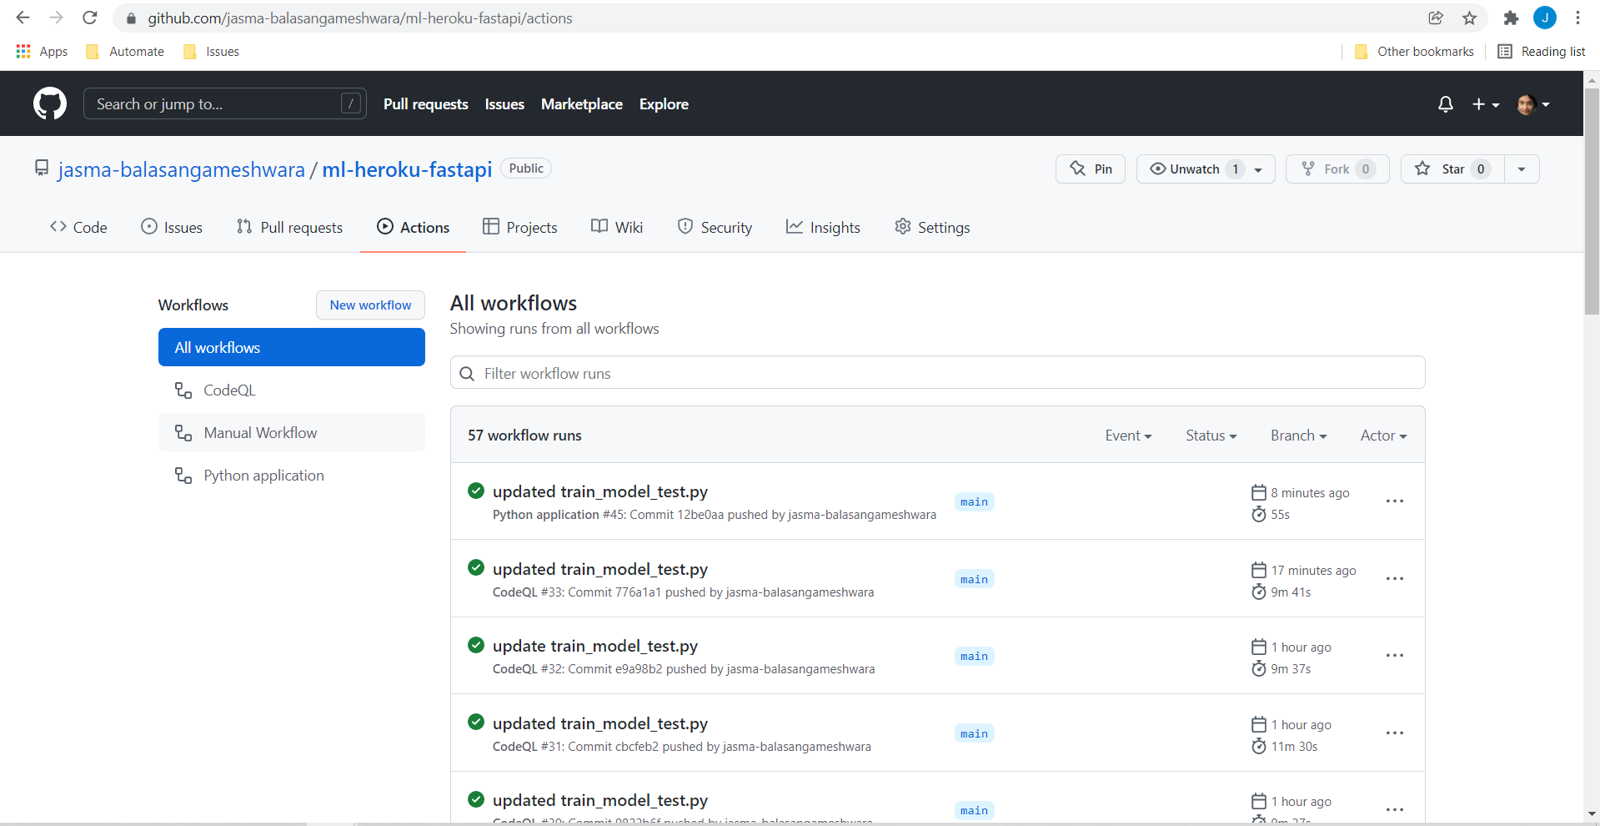 github.com/jasma-balasangameshwara/ml-heroku-fastapi/actions
J
Apps Automate Issues Other bookmarks Reading list
Search or jump to... / Pull requests Issues Marketplace Explore
jasma-balasangameshwara / ml-heroku-fastapi Public Pin Unwatch 1 Fork 0 Star 0
Code Issues Pull requests Actions Projects Wiki Security Insights Settings
Workflows New workflow
All workflows
CodeQL
Manual Workflow
Python application
All workflows
Showing runs from all workflows
Filter workflow runs
57 workflow runs Event Status Branch Actor
updated train_model_test.py
Python application #45: Commit 12be0aa pushed by jasma-balasangameshwara
main
8 minutes ago
55s
updated train_model_test.py
CodeQL #33: Commit 776a1a1 pushed by jasma-balasangameshwara
main
17 minutes ago
9m 41s
update train_model_test.py
CodeQL #32: Commit e9a98b2 pushed by jasma-balasangameshwara
main
1 hour ago
9m 37s
updated train_model_test.py
CodeQL #31: Commit cbcfeb2 pushed by jasma-balasangameshwara
main
1 hour ago
11m 30s
updated train_model_test.py
main
1 hour ago